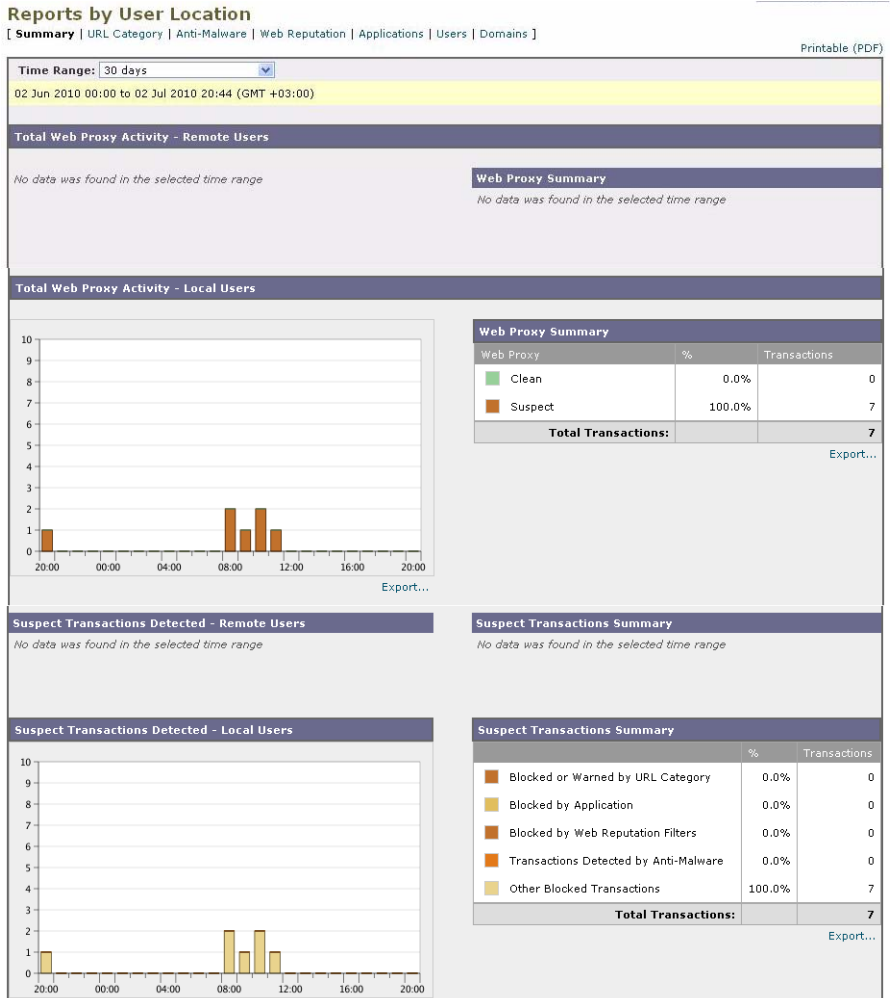 Reports by User Location
[ Summary | URL Category | Anti-Malware | Web Reputation | Applications | Users | Domains ]
Printable (PDF)
Time Range: 30 days
02 Jun 2010 00:00 to 02 Jul 2010 20:44 (GMT +03:00)
Total Web Proxy Activity - Remote Users
No data was found in the selected time range
Web Proxy Summary
No data was found in the selected time range
Total Web Proxy Activity - Local Users
10
9
8
7
6
5
4
3
2
1
0
20:00 00:00 04:00 08:00 12:00 16:00 20:00
Export...
Web Proxy Summary
Web Proxy % Transactions
Clean 0.0% 0
Suspect 100.0% 7
Total Transactions: 7
Export...
Suspect Transactions Detected - Remote Users
No data was found in the selected time range
Suspect Transactions Summary
No data was found in the selected time range
Suspect Transactions Detected - Local Users
10
9
8
7
6
5
4
3
2
1
0
20:00 00:00 04:00 08:00 12:00 16:00 20:00
Suspect Transactions Summary
% Transactions
Blocked or Warned by URL Category 0.0% 0
Blocked by Application 0.0% 0
Blocked by Web Reputation Filters 0.0% 0
Transactions Detected by Anti-Malware 0.0% 0
Other Blocked Transactions 100.0% 7
Total Transactions: 7
Export...